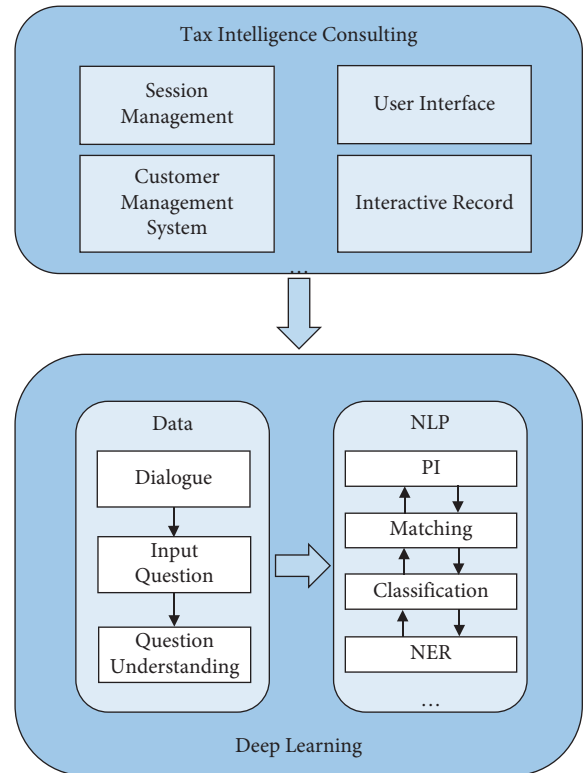 Tax Intelligence Consulting
Session
Management
User Interface
Customer
Management
System
Interactive Record
...
Data
Dialogue
Input
Question
Question
Understanding
NLP
PI
Matching
Classification
NER
...
Deep Learning